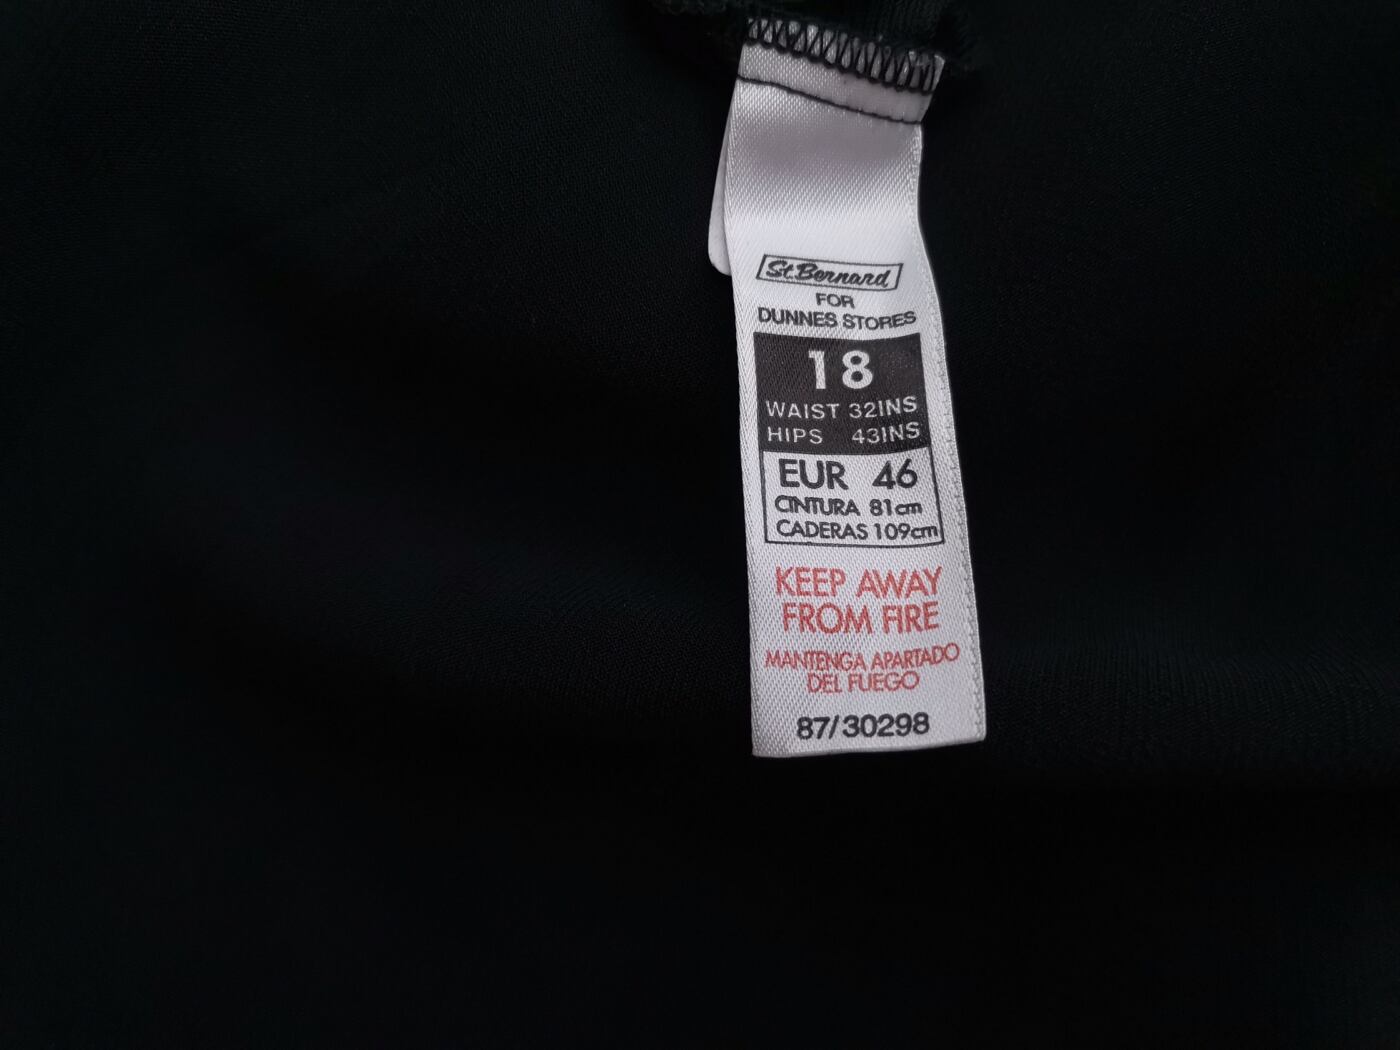 St. Bernard
FOR
DUNNES STORES
18
WAIST 32INS
HIPS 43INS
EUR 46
CINTURA 81cm
CADERAS 109cm
KEEP AWAY
FROM FIRE
MANTENGA APARTADO
DEL FUEGO
87/30298